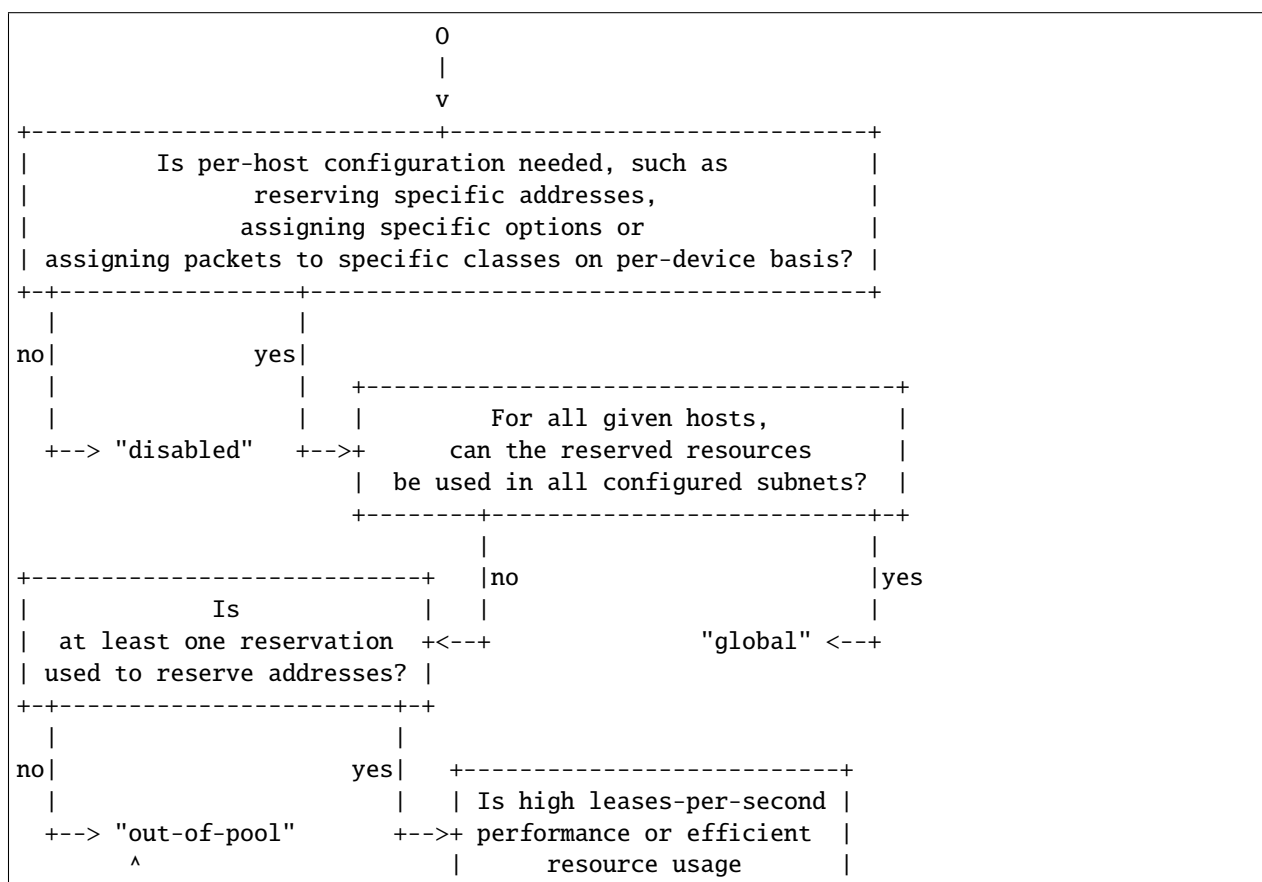 O
                              |
                              v
+-----------------------------+------------------------------+
|         Is per-host configuration needed, such as          |
|                reserving specific addresses,               |
|               assigning specific options or                |
| assigning packets to specific classes on per-device basis? |
+-+-----------------+----------------------------------------+
  |                 |
no|              yes|
  |                 |   +--------------------------------------+
  |                 |   |         For all given hosts,         |
  +--> "disabled"   +-->+      can the reserved resources      |
                        |  be used in all configured subnets?  |
                        +--------+---------------------------+-+
                                 |                           |
+----------------------------+   |no                         |yes
|             Is             |   |                           |
|  at least one reservation  +<--+               "global" <--+
| used to reserve addresses? |
+-+------------------------+-+
  |                        |
no|                     yes|   +---------------------------+
  |                        |   | Is high leases-per-second |
  +--> "out-of-pool"       +-->+ performance or efficient  |
        ^                      |      resource usage       |